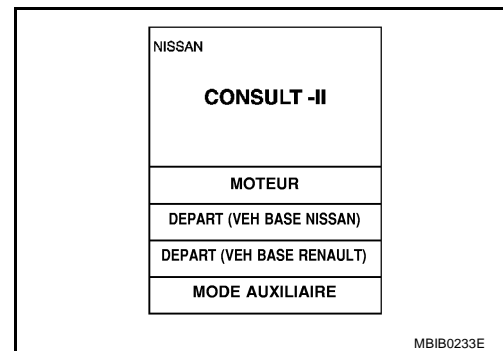 NISSAN
CONSULT -II
MOTEUR
DEPART (VEH BASE NISSAN)
DEPART (VEH BASE RENAULT)
MODE AUXILIAIRE
MBIB0233E